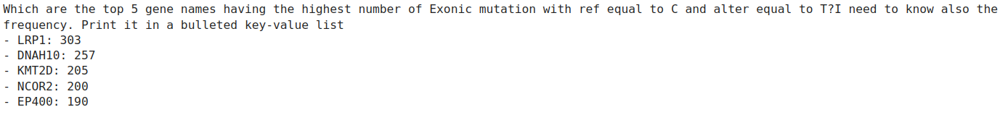 Which are the top 5 gene names having the highest number of Exonic mutation with ref equal to C and alter equal to T?I need to know also the
frequency. Print it in a bulleted key-value list
- LRP1: 303
- DNAH10: 257
- KMT2D: 205
- NCOR2: 200
- EP400: 190